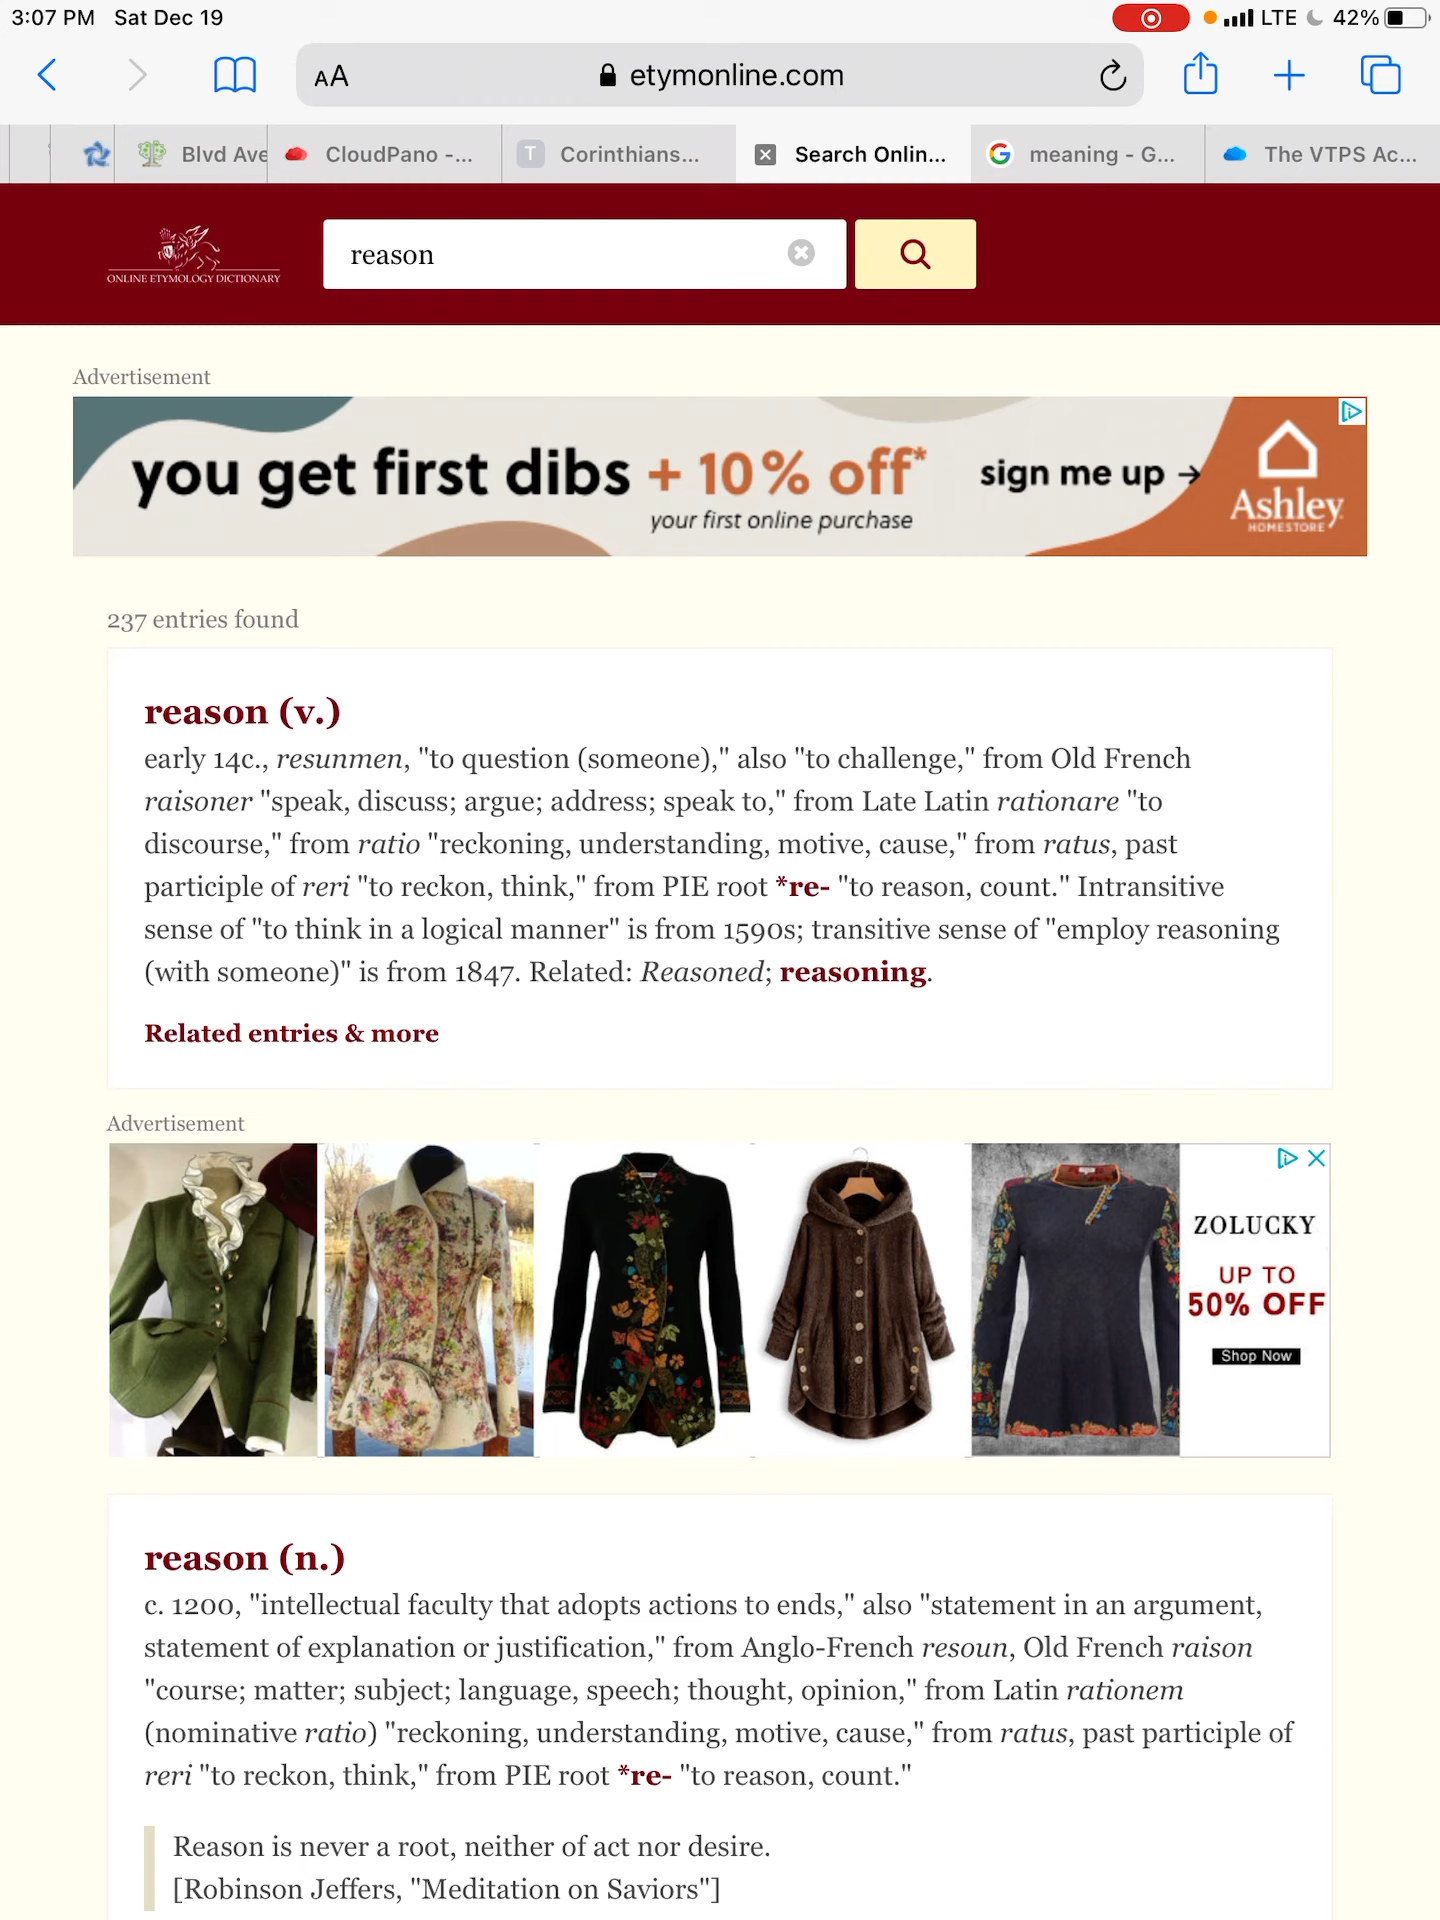 3:07 PM Sat Dec 19 LTE 42%
AA etymonline.com
Blvd Ave CloudPano -... T Corinthians... Search Onlin... meaning - G... The VTPS Ac...
ONLINE ETYMOLOGY DICTIONARY
reason
Advertisement
you get first dibs + 10% off* sign me up →
your first online purchase
Ashley
HOMESTORE
237 entries found
reason (v.)
early 14c., resunmen, "to question (someone)," also "to challenge," from Old French
raisoner "speak, discuss; argue; address; speak to," from Late Latin rationare "to
discourse," from ratio "reckoning, understanding, motive, cause," from ratus, past
participle of reri "to reckon, think," from PIE root *re- "to reason, count." Intransitive
sense of "to think in a logical manner" is from 1590s; transitive sense of "employ reasoning
(with someone)" is from 1847. Related: Reasoned; reasoning.
Related entries & more
Advertisement
ZOLUCKY
UP TO
50% OFF
Shop Now
reason (n.)
c. 1200, "intellectual faculty that adopts actions to ends," also "statement in an argument,
statement of explanation or justification," from Anglo-French resoun, Old French raison
"course; matter; subject; language, speech; thought, opinion," from Latin rationem
(nominative ratio) "reckoning, understanding, motive, cause," from ratus, past participle of
reri "to reckon, think," from PIE root *re- "to reason, count."
Reason is never a root, neither of act nor desire.
[Robinson Jeffers, "Meditation on Saviors"]